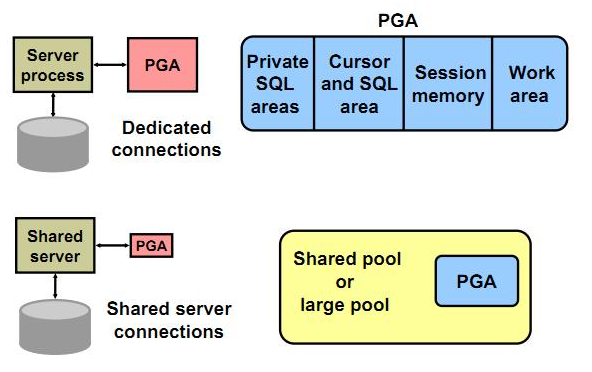 PGA
Server
process
PGA
Private
SQL
areas
Cursor
and SQL
area
Session
memory
Work
area
Dedicated
connections
Shared
server
PGA
Shared server
connections
Shared pool
or
large pool
PGA